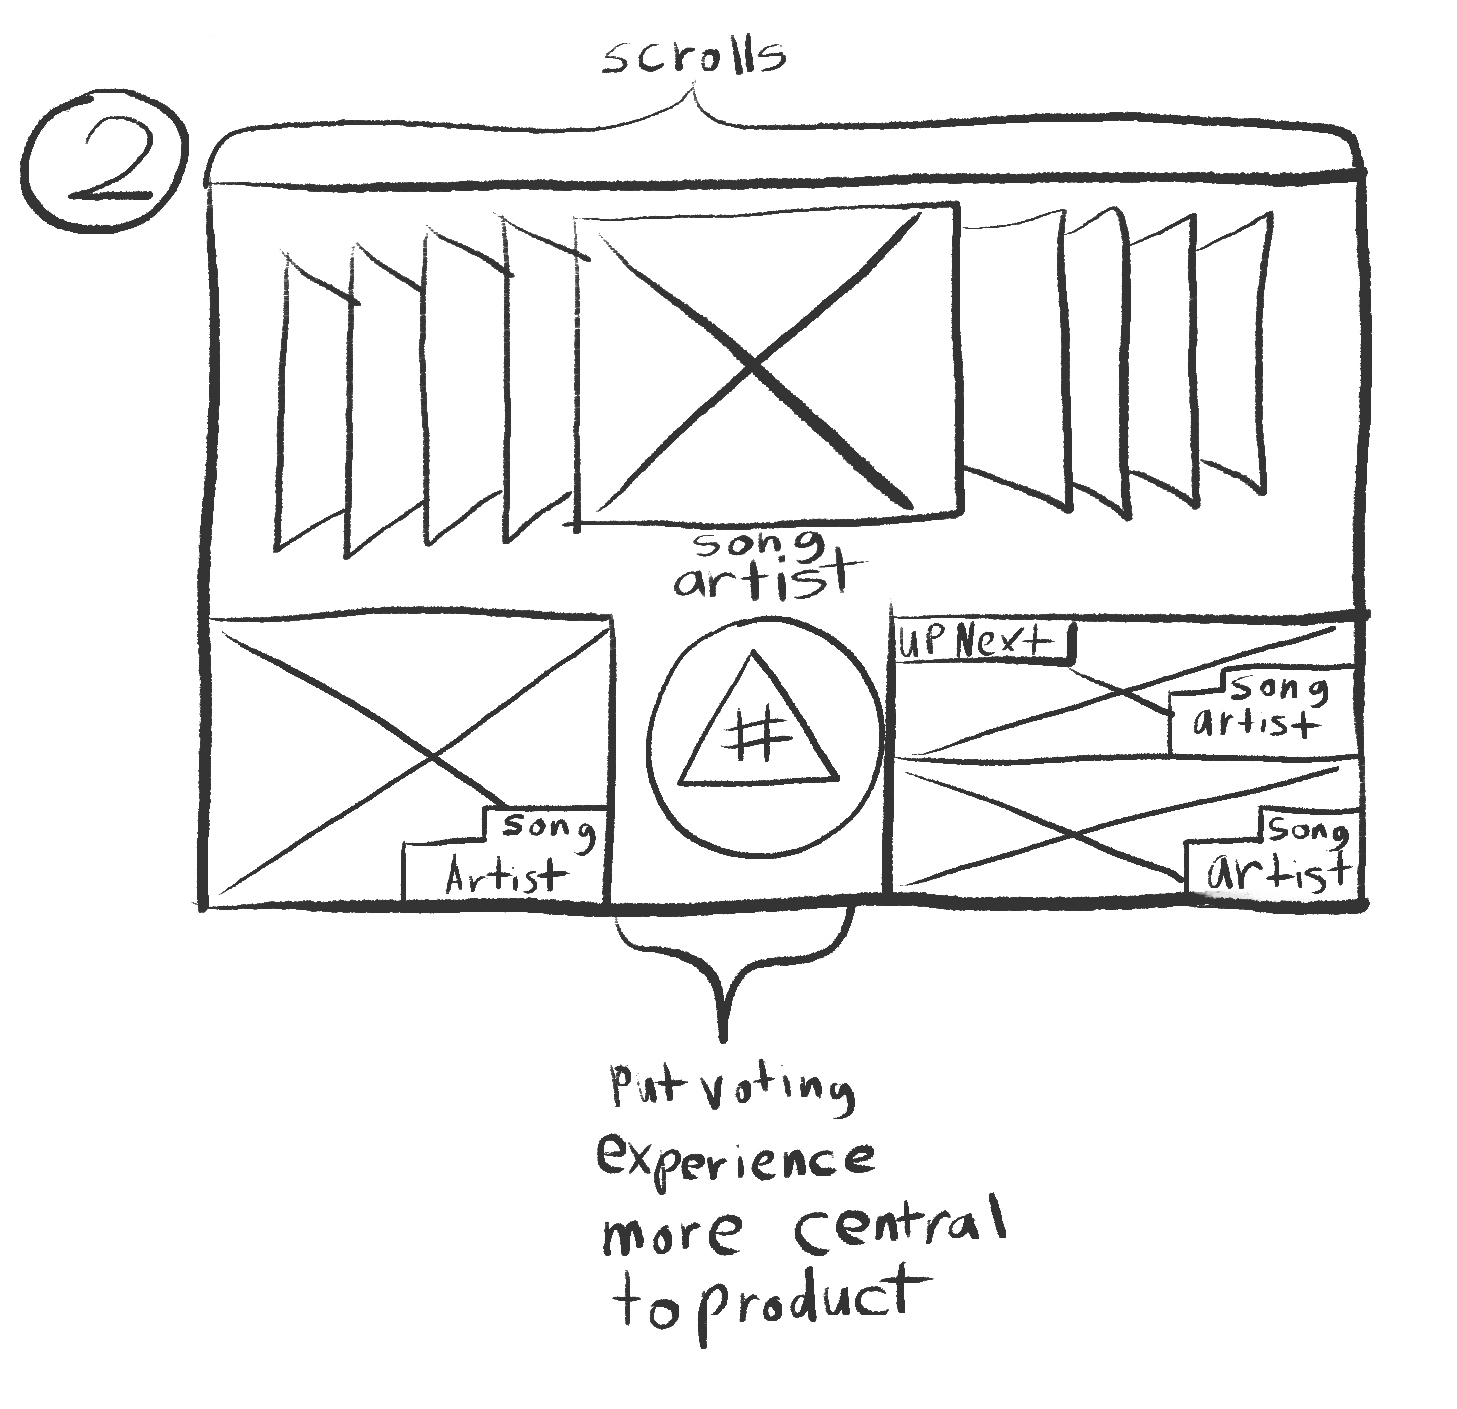 scrolls
2
song
artist
UP Next
song
artist
#
song
Artist
song
artist
Put voting
experience
more central
to product